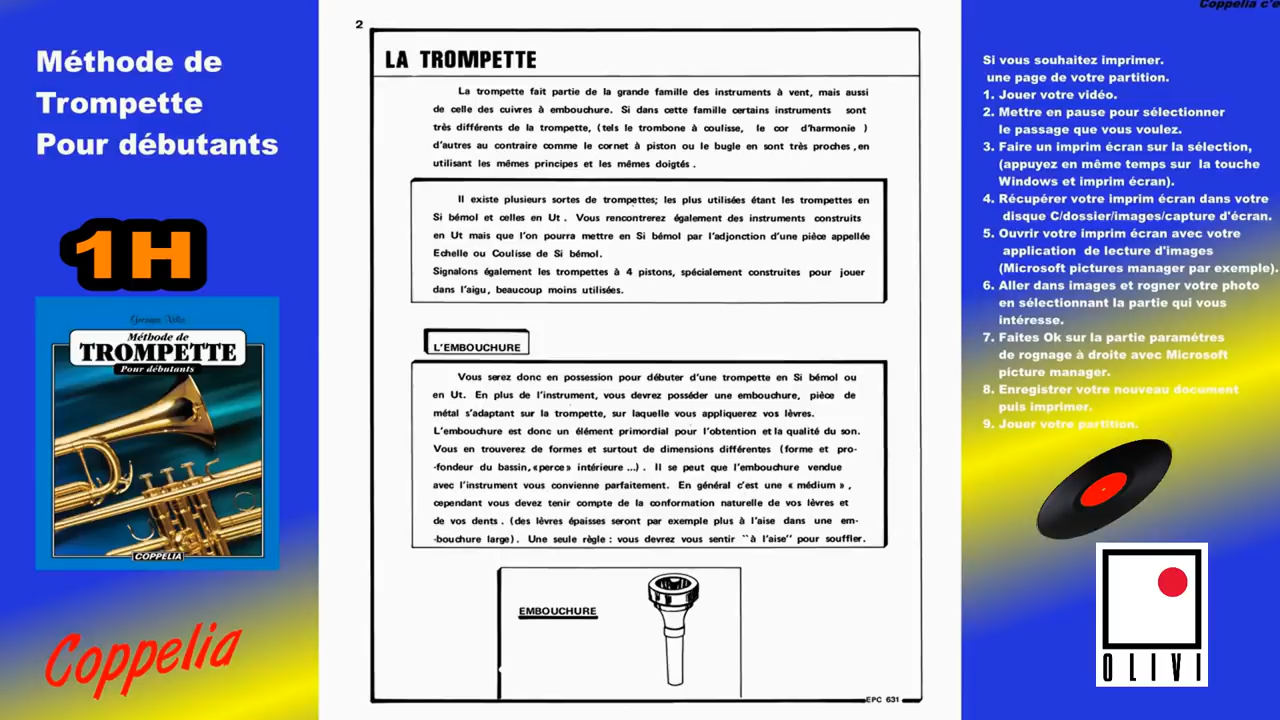 Méthode de
Trompette
Pour débutants
1H
Méthode de
TROMPETTE
Pour débutants
COPPELIA
Coppelia
2
LA TROMPETTE
La trompette fait partie de la grande famille des instruments à vent, mais aussi
de celle des cuivres à embouchure. Si dans cette famille certains instruments sont
très différents de la trompette, (tels le trombone à coulisse, le cor d'harmonie )
d'autres au contraire comme le cornet à piston ou le bugle en sont très proches ,en
utilisant les mêmes principes et les mêmes doigtés .
Il existe plusieurs sortes de trompettes; les plus utilisées étant les trompettes en
Si bémol et celles en Ut . Vous rencontrerez également des instruments construits
en Ut mais que l'on pourra mettre en Si bémol par l'adjonction d'une pièce appellée
Echelle ou Coulisse de Si bémol.
Signalons également les trompettes à 4 pistons, spécialement construites pour jouer
dans l'aigu, beaucoup moins utilisées.
L'EMBOUCHURE
Vous serez donc en possession pour débuter d'une trompette en Si bémol ou
en Ut. En plus de l'instrument, vous devrez posséder une embouchure, pièce de
métal s'adaptant sur la trompette, sur laquelle vous appliquerez vos lèvres.
L'embouchure est donc un élément primordial pour l'obtention et la qualité du son.
Vous en trouverez de formes et surtout de dimensions différentes (forme et pro-
-fondeur du bassin, «perce» intérieure ...) . Il se peut que l'embouchure vendue
avec l'instrument vous convienne parfaitement. En général c'est une « médium » ,
cependant vous devez tenir compte de la conformation naturelle de vos lèvres et
de vos dents . (des lèvres épaisses seront par exemple plus à l'aise dans une em-
-bouchure large) . Une seule règle : vous devrez vous sentir ``à l'aise'' pour souffler.
EMBOUCHURE
EPC 631
Coppelia c'e
Si vous souhaitez imprimer.
une page de votre partition.
1. Jouer votre vidéo.
2. Mettre en pause pour sélectionner
le passage que vous voulez.
3. Faire un imprim écran sur la sélection,
(appuyez en même temps sur la touche
Windows et imprim écran).
4. Récupérer votre imprim écran dans votre
disque C/dossier/images/capture d'écran.
5. Ouvrir votre imprim écran avec votre
application de lecture d'images
(Microsoft pictures manager par exemple).
6. Aller dans images et rogner votre photo
en sélectionnant la partie qui vous
intéresse.
7. Faites Ok sur la partie paramétres
de rognage à droite avec Microsoft
picture manager.
8. Enregistrer votre nouveau document
puis imprimer.
9. Jouer votre partition.
OLIVI